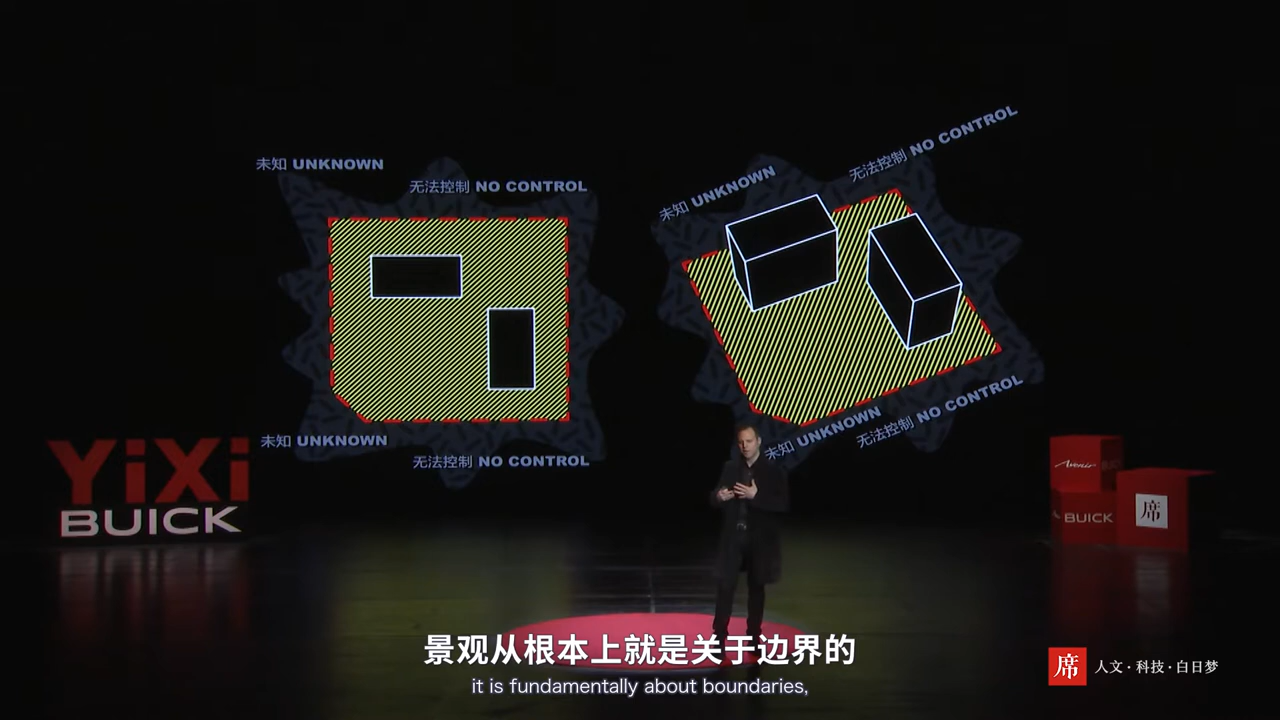 未知 UNKNOWN
无法控制 NO CONTROL
未知 UNKNOWN
无法控制 NO CONTROL
未知 UNKNOWN
无法控制 NO CONTROL
未知 UNKNOWN
无法控制 NO CONTROL
YiXi
BUICK
Avenir
BUICK
席
景观从根本上就是关于边界的
it is fundamentally about boundaries,
席 人文·科技·白日梦